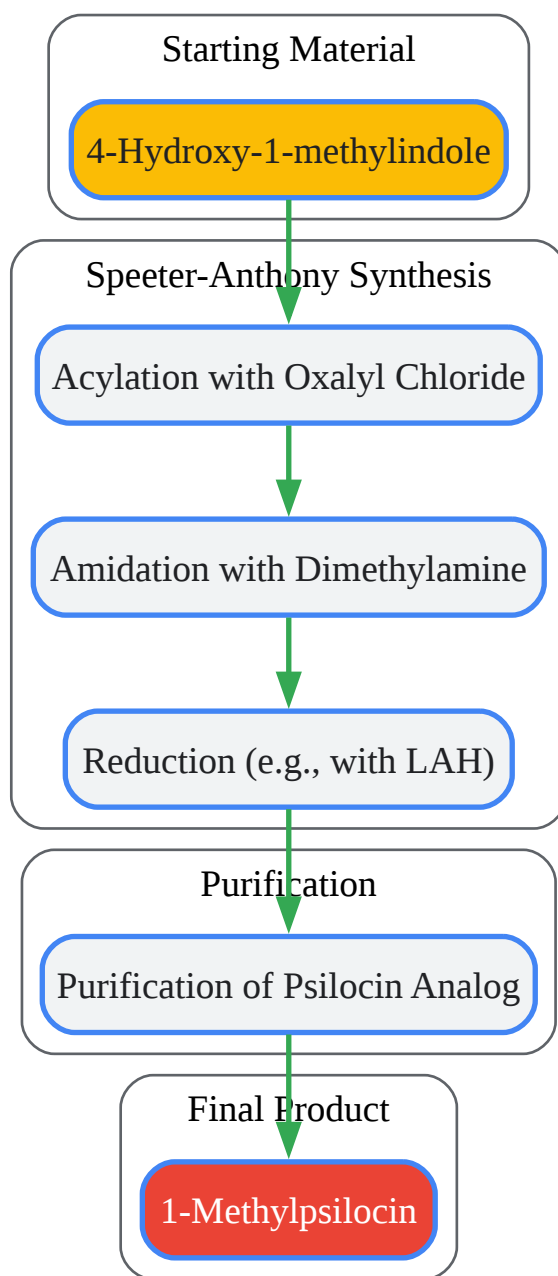 Starting Material
4-Hydroxy-1-methylindole
Speeter-Anthony Synthesis
Acylation with Oxalyl Chloride
Amidation with Dimethylamine
Reduction (e.g., with LAH)
Purification
Purification of Psilocin Analog
Final Product
1-Methylpsilocin